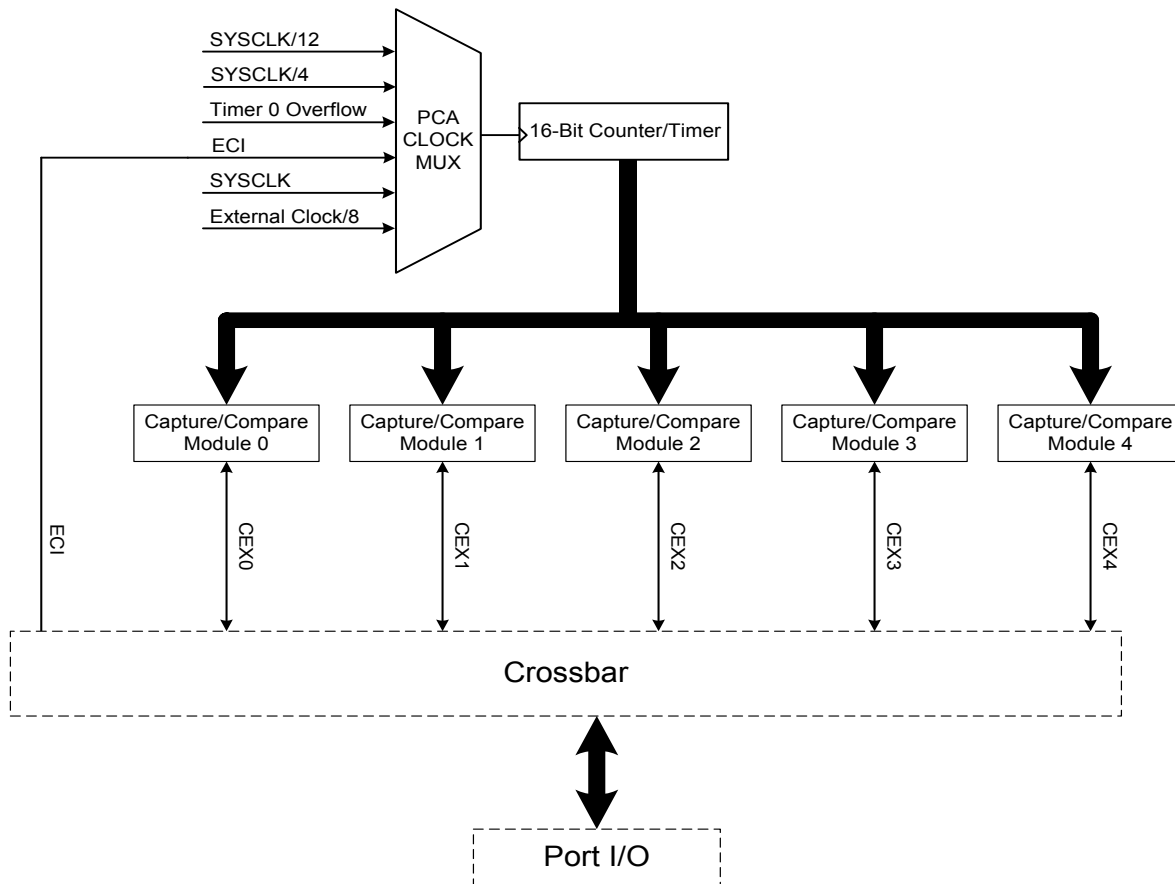 SYSCLK/12
SYSCLK/4
Timer 0 Overflow
ECI
SYSCLK
External Clock/8
PCA
CLOCK
MUX
16-Bit Counter/Timer
Capture/Compare
Module 0
Capture/Compare
Module 1
Capture/Compare
Module 2
Capture/Compare
Module 3
Capture/Compare
Module 4
ECI
CEX0
CEX1
CEX2
CEX3
CEX4
Crossbar
Port I/O